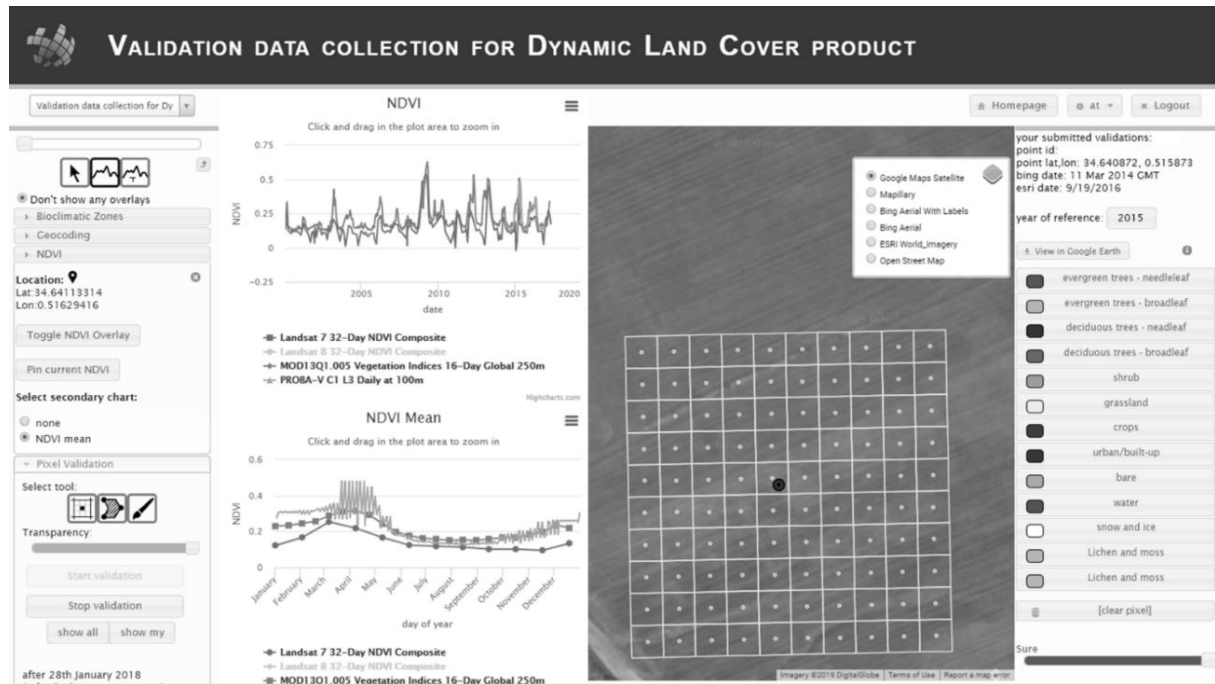 VALIDATION DATA COLLECTION FOR DYNAMIC LAND COVER PRODUCT
Validation data collection for Dy
Don't show any overlays
Bioclimatic Zones
Geocoding
NDVI
Location:
Lat:34.64113314
Lon:0.51629416
Toggle NDVI Overlay
Pin current NDVI
Select secondary chart:
none
NDVI mean
Pixel Validation
Select tool:
Transparency:
Start validation
Stop validation
show all show my
after 28th January 2018
NDVI
Click and drag in the plot area to zoom in
0.75
0.5
0.25
0
-0.25
NDVI
2005 2010 2015 2020
date
Landsat 7 32-Day NDVI Composite
Landsat 8 32-Day NDVI Composite
MOD13Q1.005 Vegetation Indices 16-Day Global 250m
PROBA-V C1 L3 Daily at 100m
Highcharts.com
NDVI Mean
Click and drag in the plot area to zoom in
0.6
0.4
0.2
0
NDVI
January February March April May June July August September October November December
day of year
Landsat 7 32-Day NDVI Composite
Landsat 8 32-Day NDVI Composite
MOD13Q1.005 Vegetation Indices 16-Day Global 250m
Homepage at Logout
Google Maps Satellite
Mapillary
Bing Aerial With Labels
Bing Aerial
ESRI World_Imagery
Open Street Map
Imagery ©2019 DigitalGlobe Terms of Use Report a map error
your submitted validations:
point id:
point lat,lon: 34.640872, 0.515873
bing date: 11 Mar 2014 GMT
esri date: 9/19/2016
year of reference: 2015
View in Google Earth
evergreen trees - needleleaf
evergreen trees - broadleaf
deciduous trees - neadleaf
deciduous trees - broadleaf
shrub
grassland
crops
urban/built-up
bare
water
snow and ice
Lichen and moss
Lichen and moss
[clear pixel]
Sure